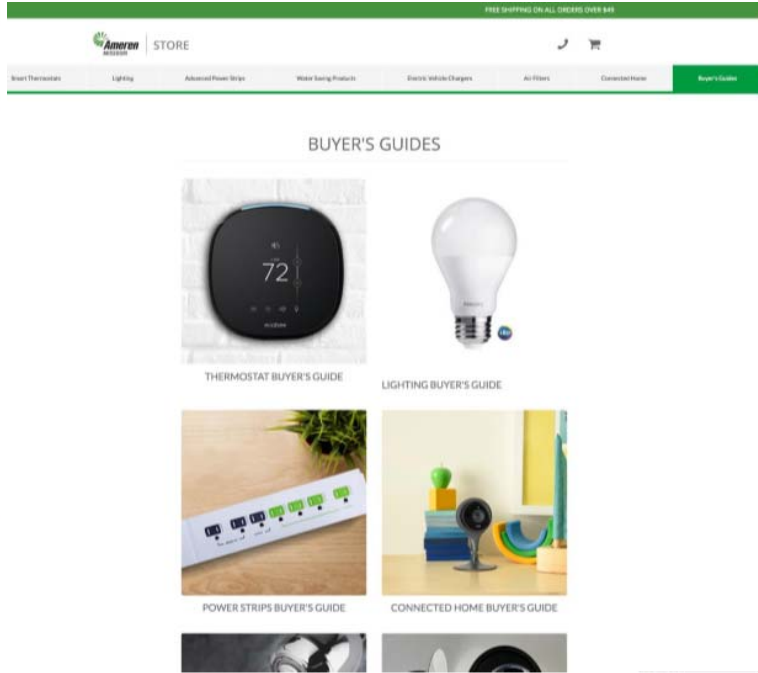 FREE SHIPPING ON ALL ORDERS OVER $49
Ameren
MISSOURI
STORE
Smart Thermostats
Lighting
Advanced Power Strips
Water Saving Products
Electric Vehicle Chargers
Air Filters
Connected Home
Buyer's Guides
BUYER'S GUIDES
72
ecobee
PHILIPS
THERMOSTAT BUYER'S GUIDE
LIGHTING BUYER'S GUIDE
POWER STRIPS BUYER'S GUIDE
CONNECTED HOME BUYER'S GUIDE